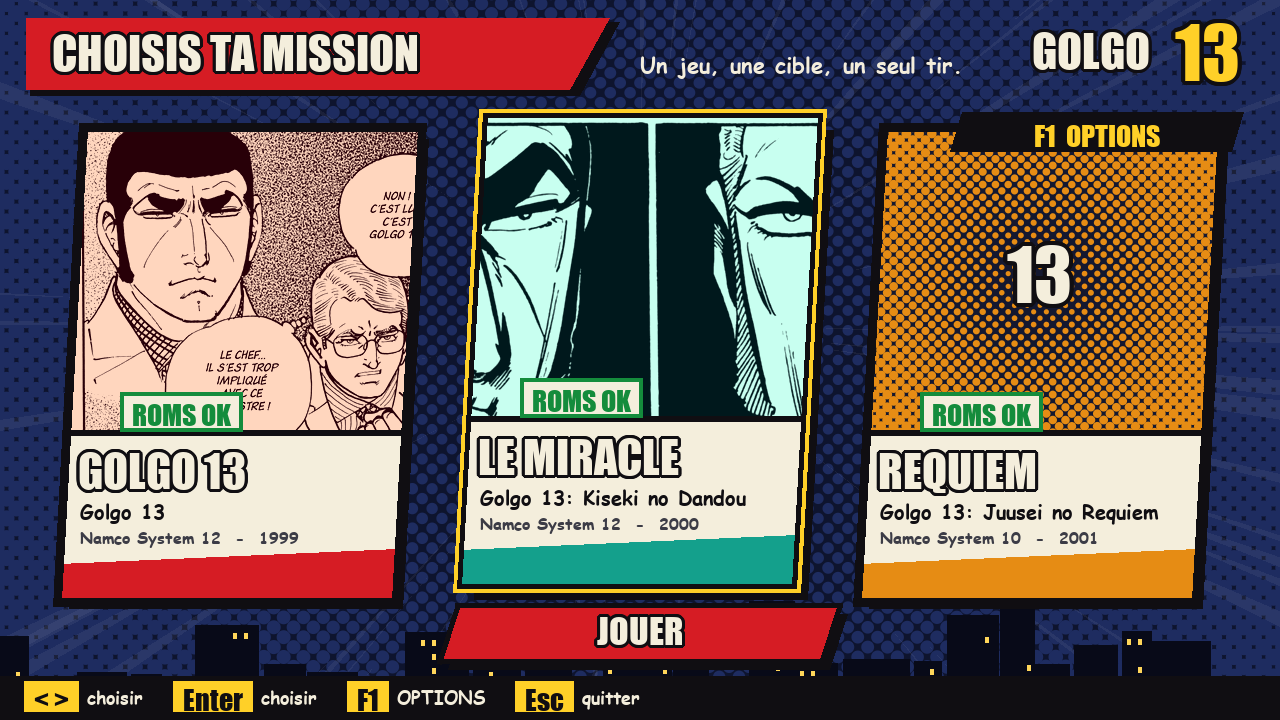 CHOISIS TA MISSION
Un jeu, une cible, un seul tir.
GOLGO 13
F1 OPTIONS
NON !
C'EST
C'EST
GOLGO
LE CHEF...
IL S'EST TROP
IMPLIQUÉ
CE
ROMS OK
GOLGO 13
Golgo 13
Namco System 12 - 1999
ROMS OK
LE MIRACLE
Golgo 13: Kiseki no Dandou
Namco System 12 - 2000
13
ROMS OK
REQUIEM
Golgo 13: Juusei no Requiem
Namco System 10 - 2001
JOUER
< > choisir Enter choisir F1 OPTIONS Esc quitter